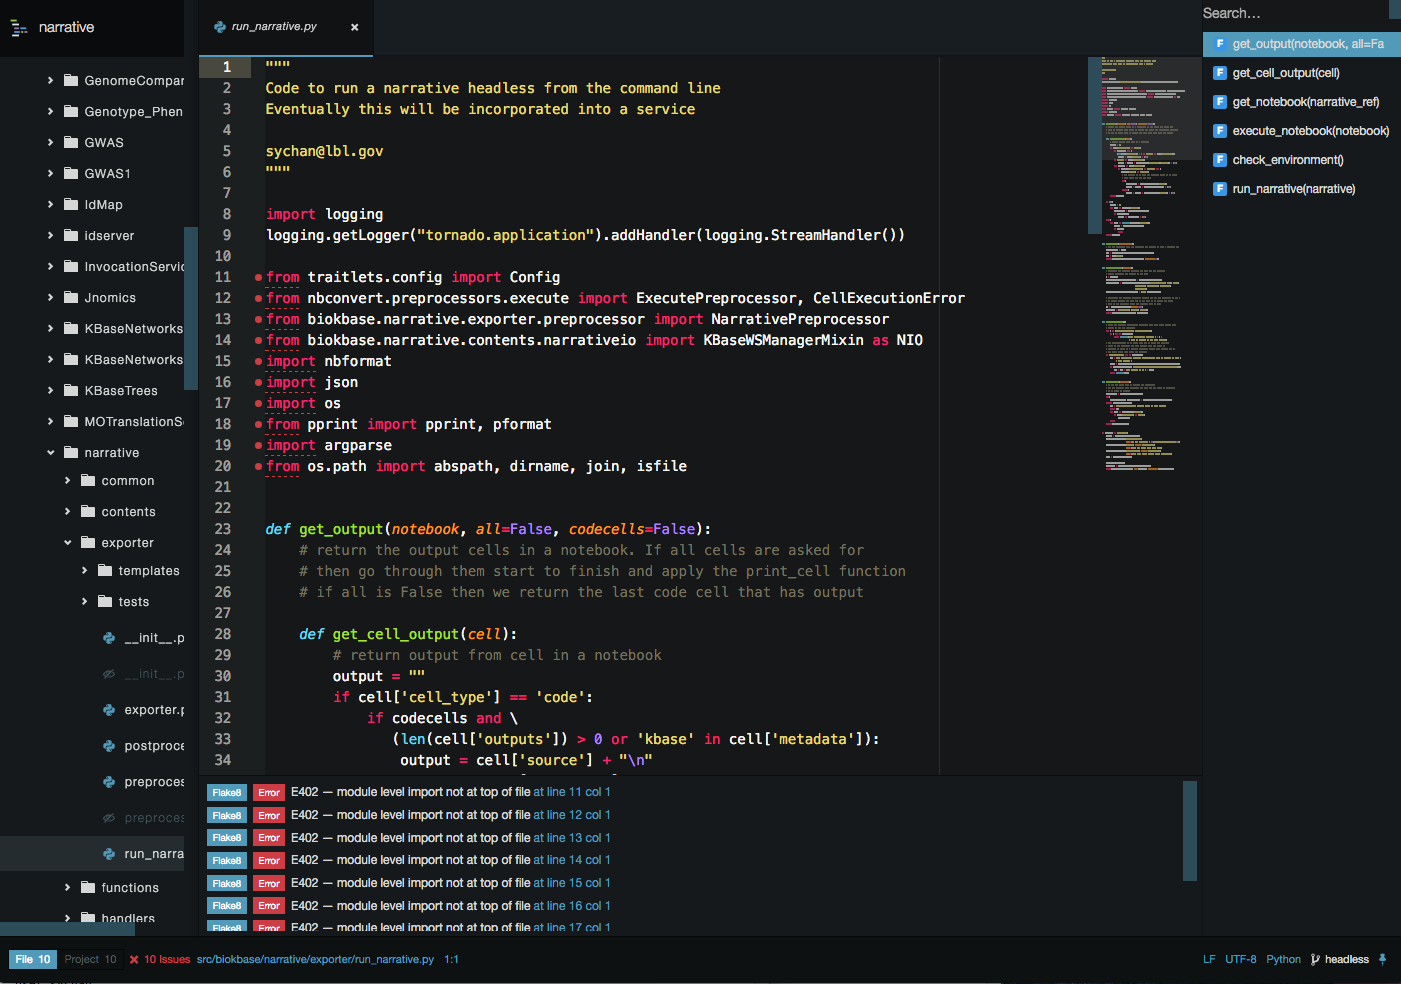 narrative
GenomeCompar
Genotype_Phen
GWAS
GWAS1
IdMap
idserver
InvocationServic
Jnomics
KBaseNetworks
KBaseNetworks
KBaseTrees
MOTranslationS
narrative
common
contents
exporter
templates
tests
__init__.p
__init__.p
exporter.p
postproce
preproces
preproces
run_narra
functions
handlers
run_narrative.py ×
1 """
2 Code to run a narrative headless from the command line
3 Eventually this will be incorporated into a service
4
5 sychan@lbl.gov
6 """
7
8 import logging
9 logging.getLogger("tornado.application").addHandler(logging.StreamHandler())
10
11 from traitlets.config import Config
12 from nbconvert.preprocessors.execute import ExecutePreprocessor, CellExecutionError
13 from biokbase.narrative.exporter.preprocessor import NarrativePreprocessor
14 from biokbase.narrative.contents.narrativeio import KBaseWSManagerMixin as NIO
15 import nbformat
16 import json
17 import os
18 from pprint import pprint, pformat
19 import argparse
20 from os.path import abspath, dirname, join, isfile
21
22
23 def get_output(notebook, all=False, codecells=False):
24 # return the output cells in a notebook. If all cells are asked for
25 # then go through them start to finish and apply the print_cell function
26 # if all is False then we return the last code cell that has output
27
28 def get_cell_output(cell):
29 # return output from cell in a notebook
30 output = ""
31 if cell['cell_type'] == 'code':
32 if codecells and \
33 (len(cell['outputs']) > 0 or 'kbase' in cell['metadata']):
34 output = cell['source'] + "\n"
Flake8 Error E402 — module level import not at top of file at line 11 col 1
Flake8 Error E402 — module level import not at top of file at line 12 col 1
Flake8 Error E402 — module level import not at top of file at line 13 col 1
Flake8 Error E402 — module level import not at top of file at line 14 col 1
Flake8 Error E402 — module level import not at top of file at line 15 col 1
Flake8 Error E402 — module level import not at top of file at line 16 col 1
Flake8 Error E402 — module level import not at top of file at line 17 col 1
Search...
F get_output(notebook, all=Fa
F get_cell_output(cell)
F get_notebook(narrative_ref)
F execute_notebook(notebook)
F check_environment()
F run_narrative(narrative)
File 10 Project 10 10 Issues src/biokbase/narrative/exporter/run_narrative.py 1:1 LF UTF-8 Python headless